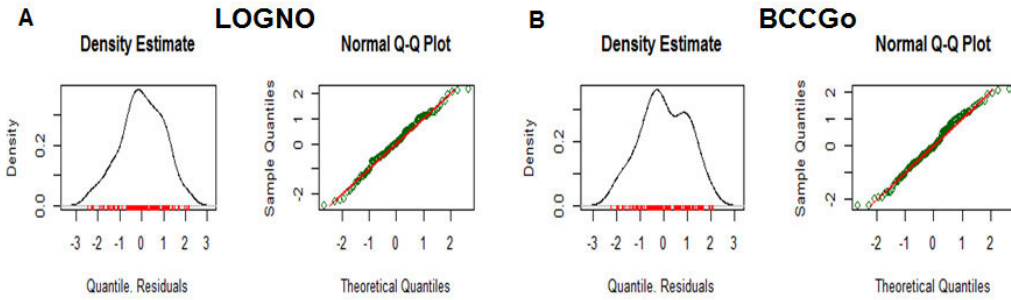 A
LOGNO
Density Estimate
Density
0.0
0.2
-3 -2 -1 0 1 2 3
Quantile. Residuals
Normal Q-Q Plot
Sample Quantiles
-2
0
1
2
-2 -1 0 1 2
Theoretical Quantiles
B
BCCGo
Density Estimate
Density
0.0
0.2
-3 -2 -1 0 1 2 3
Quantile. Residuals
Normal Q-Q Plot
Sample Quantiles
-2
0
1
2
-2 -1 0 1 2
Theoretical Quantiles